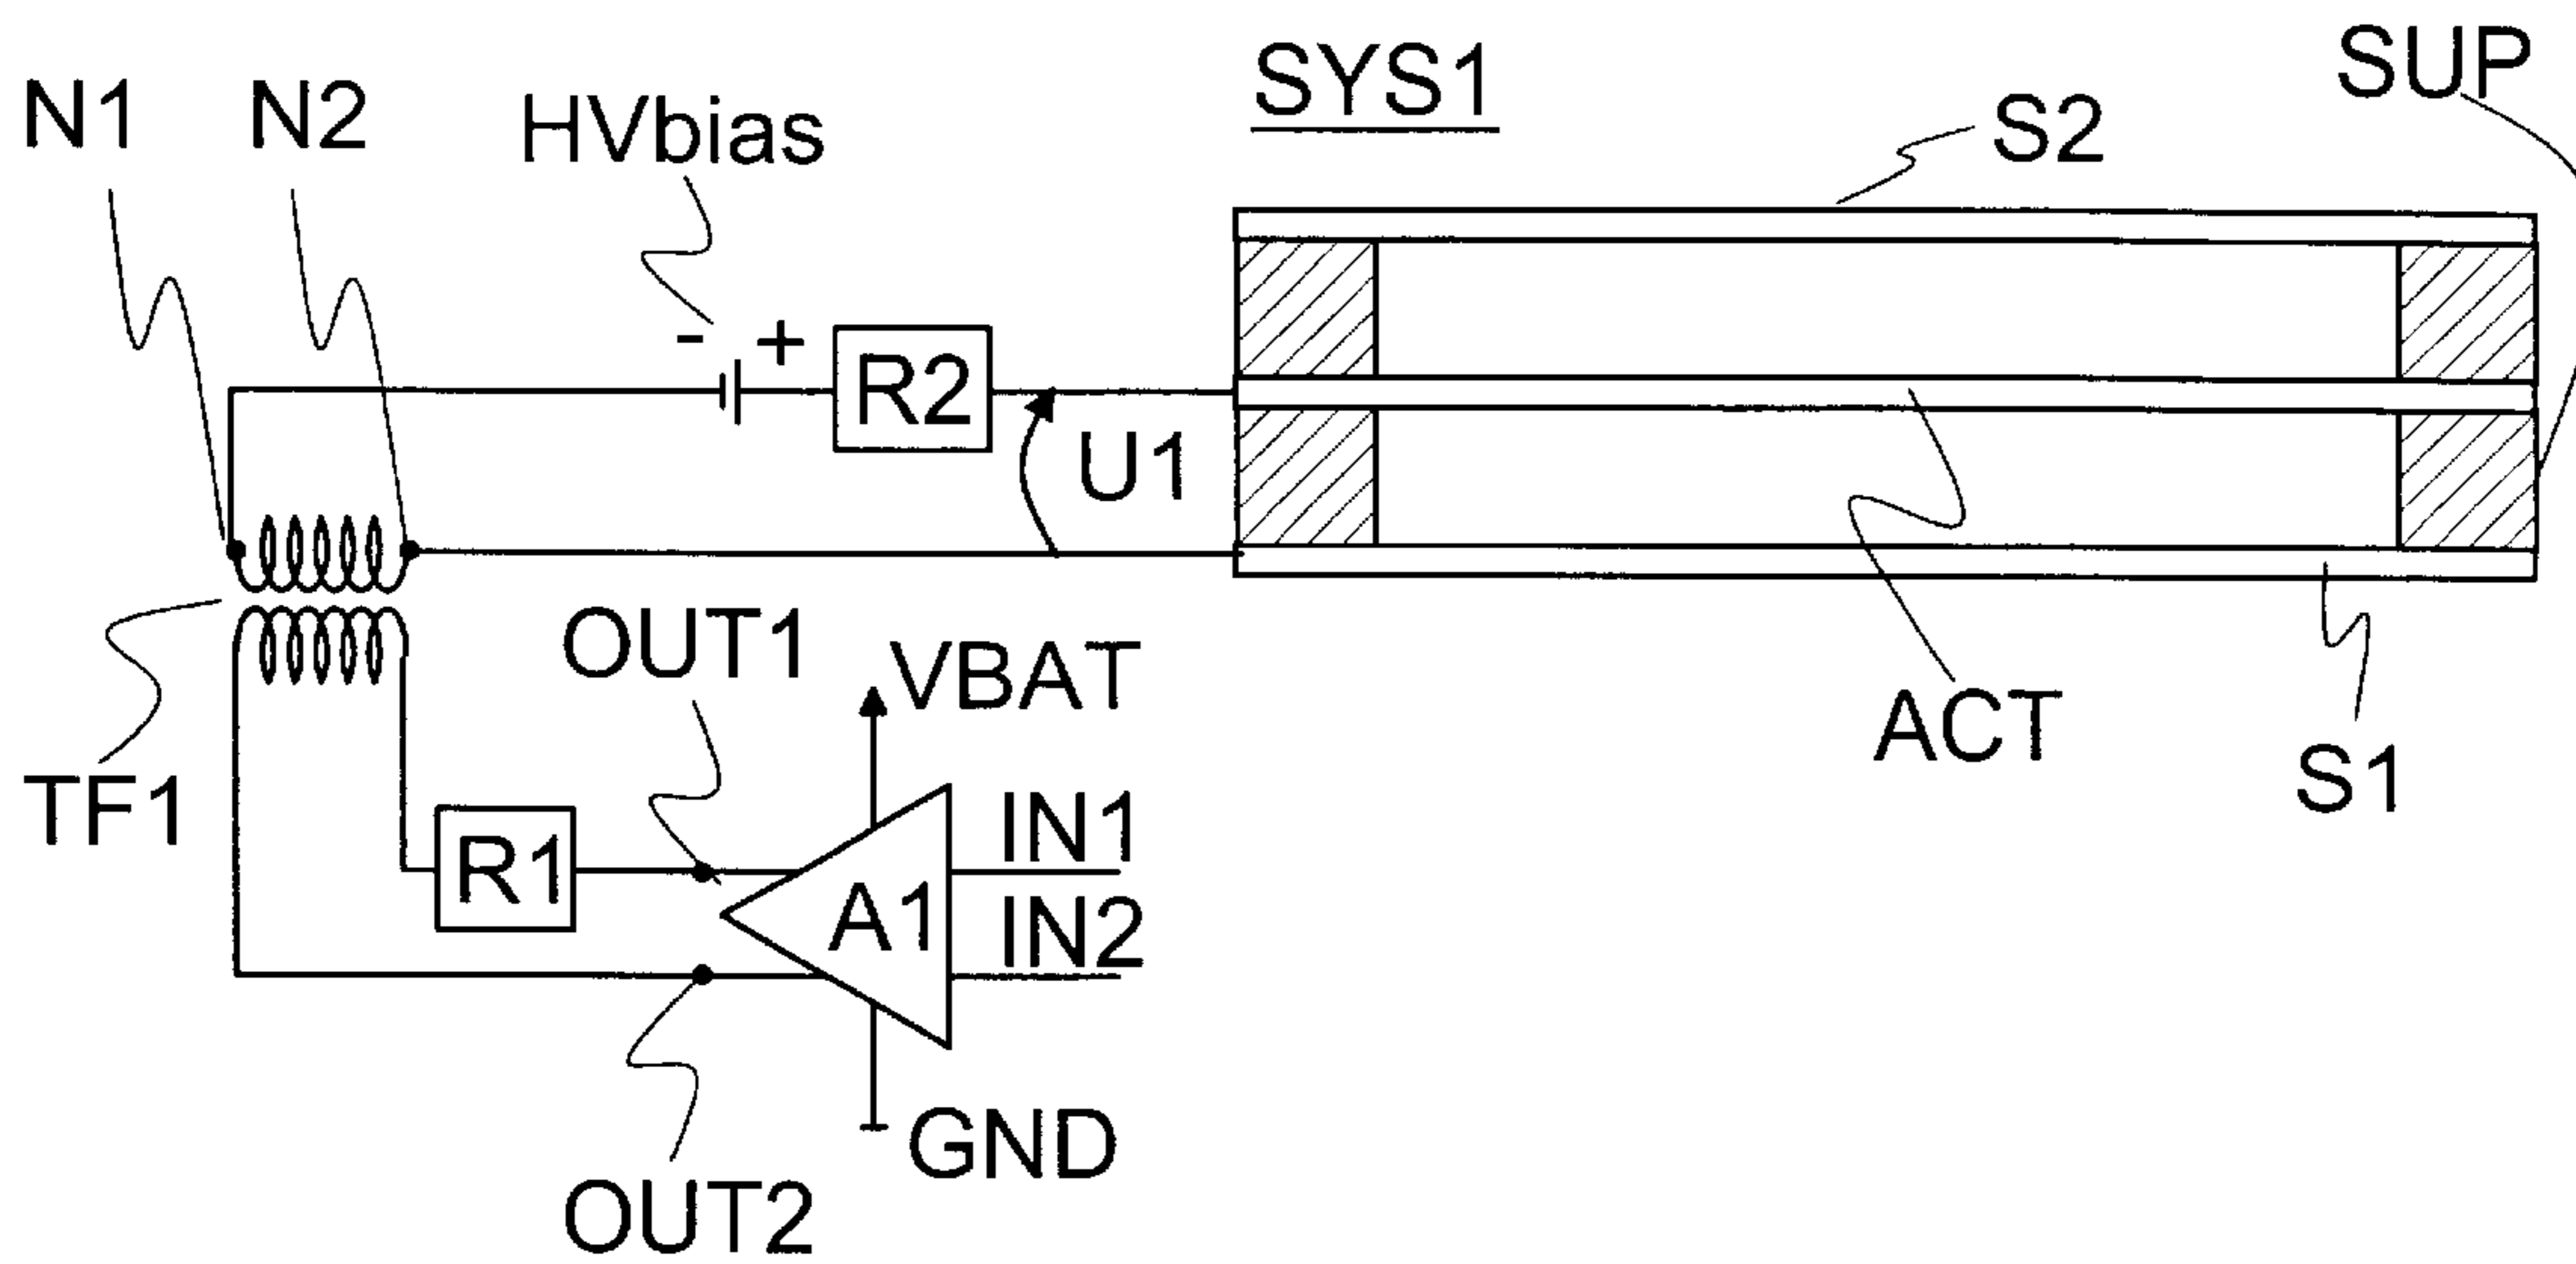 SYS1
SUP
N1
N2
HVbias
S2
- +
R2
U1
OUT1
VBAT
ACT
S1
TF1
R1
A1
IN1
IN2
GND
OUT2